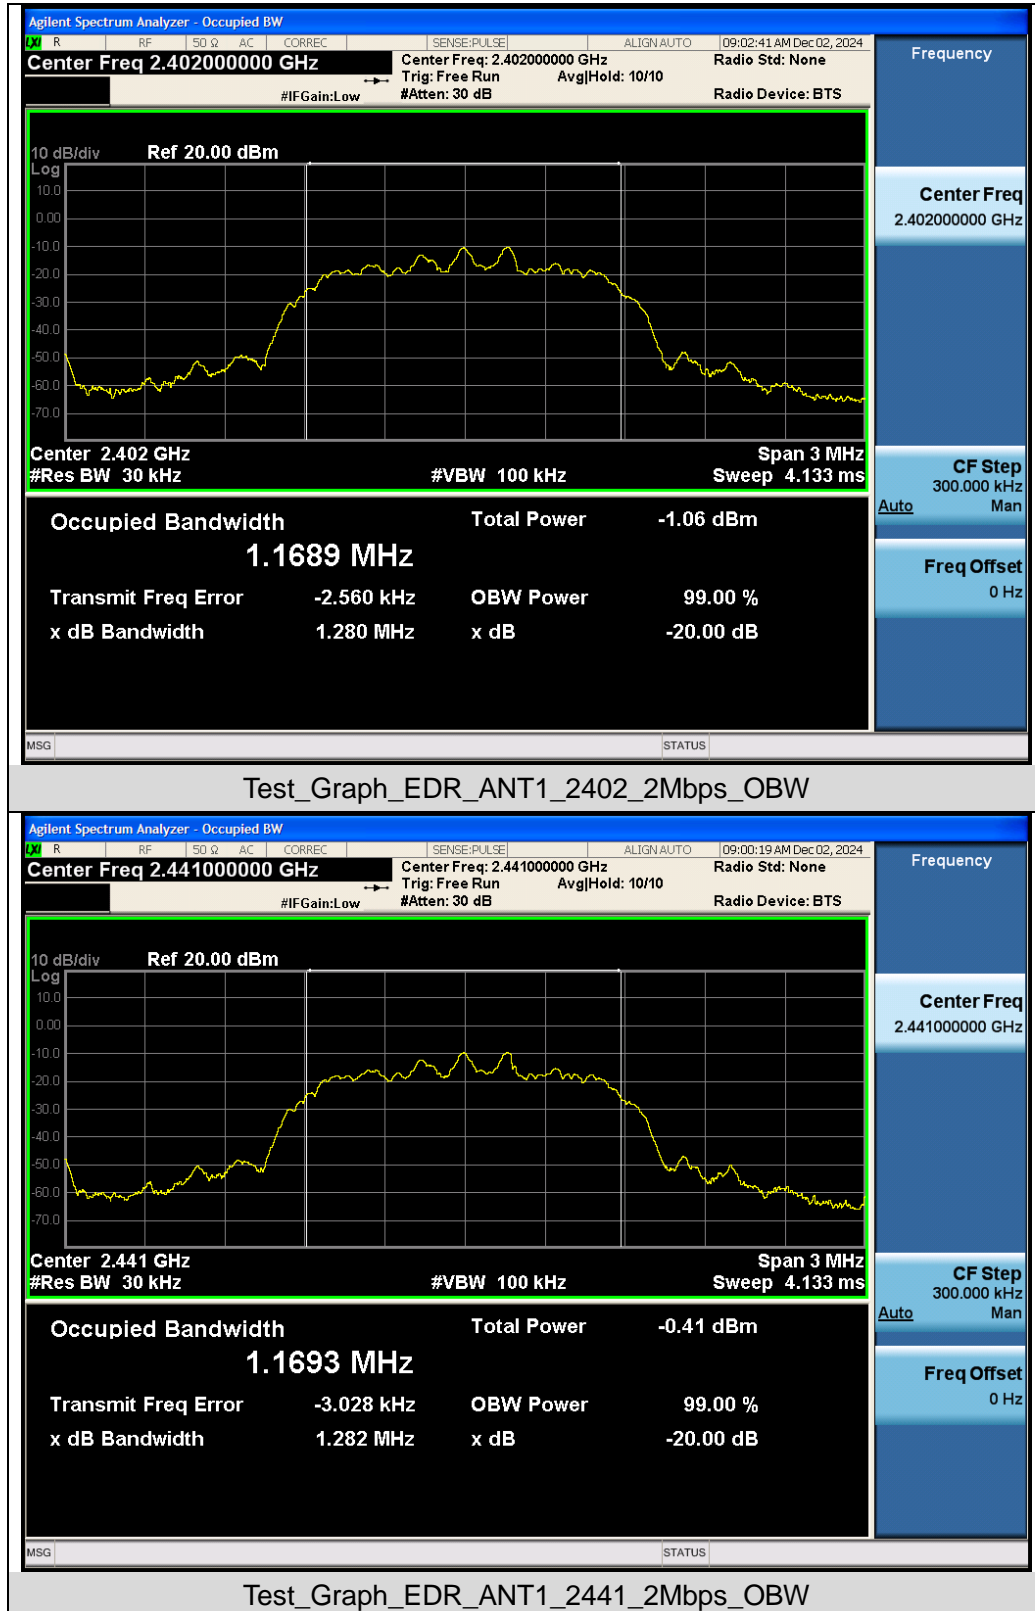 Agilent Spectrum Analyzer - Occupied BW
LXI R RF 50 Ω AC CORREC SENSE:PULSE ALIGN AUTO 09:02:41 AM Dec 02, 2024
Center Freq 2.402000000 GHz
Center Freq: 2.402000000 GHz
Radio Std: None
Trig: Free Run Avg|Hold: 10/10
#IFGain:Low
#Atten: 30 dB
Radio Device: BTS
Frequency
10 dB/div Ref 20.00 dBm
Log
10.0
0.00
-10.0
-20.0
-30.0
-40.0
-50.0
-60.0
-70.0
Center Freq
2.402000000 GHz
Center 2.402 GHz Span 3 MHz
#Res BW 30 kHz #VBW 100 kHz Sweep 4.133 ms
CF Step
300.000 kHz
Auto Man
Occupied Bandwidth Total Power -1.06 dBm
1.1689 MHz
Freq Offset
0 Hz
Transmit Freq Error -2.560 kHz OBW Power 99.00 %
x dB Bandwidth 1.280 MHz x dB -20.00 dB
MSG STATUS
Test_Graph_EDR_ANT1_2402_2Mbps_OBW
Agilent Spectrum Analyzer - Occupied BW
LXI R RF 50 Ω AC CORREC SENSE:PULSE ALIGN AUTO 09:00:19 AM Dec 02, 2024
Center Freq 2.441000000 GHz
Center Freq: 2.441000000 GHz
Radio Std: None
Trig: Free Run Avg|Hold: 10/10
#IFGain:Low
#Atten: 30 dB
Radio Device: BTS
Frequency
10 dB/div Ref 20.00 dBm
Log
10.0
0.00
-10.0
-20.0
-30.0
-40.0
-50.0
-60.0
-70.0
Center Freq
2.441000000 GHz
Center 2.441 GHz Span 3 MHz
#Res BW 30 kHz #VBW 100 kHz Sweep 4.133 ms
CF Step
300.000 kHz
Auto Man
Occupied Bandwidth Total Power -0.41 dBm
1.1693 MHz
Freq Offset
0 Hz
Transmit Freq Error -3.028 kHz OBW Power 99.00 %
x dB Bandwidth 1.282 MHz x dB -20.00 dB
MSG STATUS
Test_Graph_EDR_ANT1_2441_2Mbps_OBW